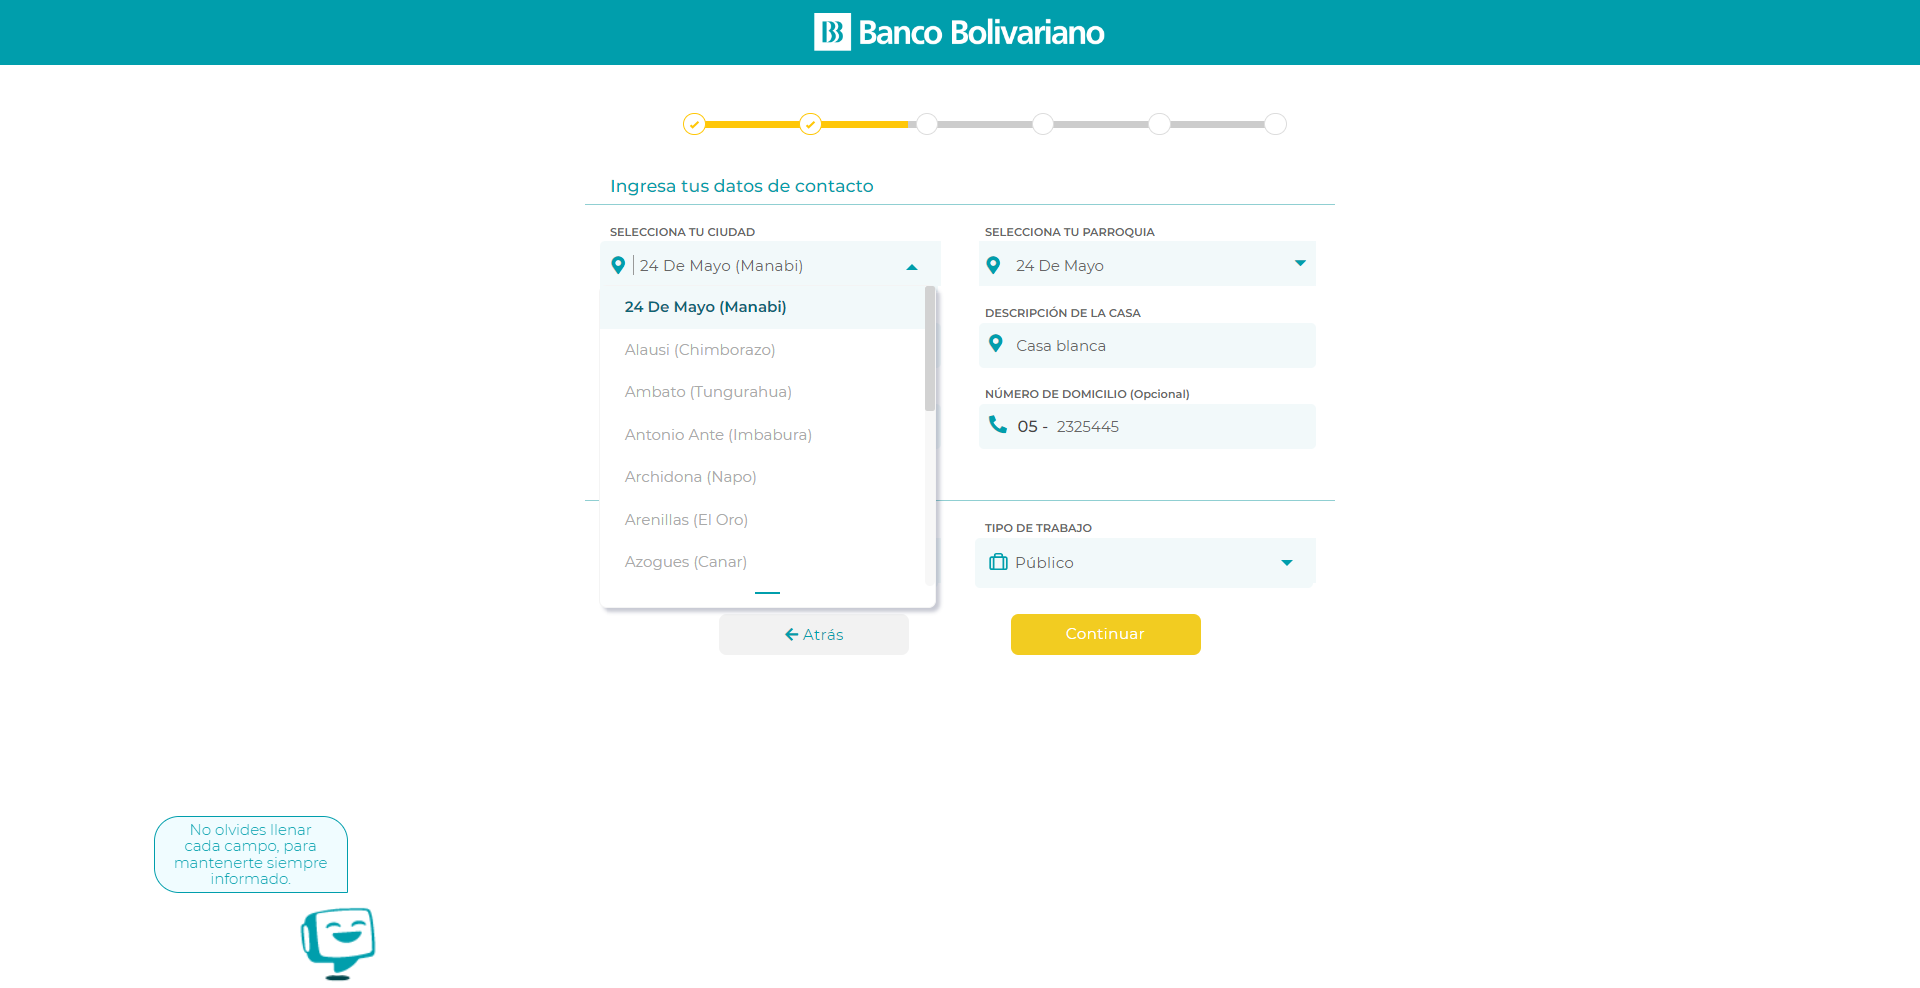 BB Banco Bolivariano
Ingresa tus datos de contacto
SELECCIONA TU CIUDAD
24 De Mayo (Manabi)
24 De Mayo (Manabi)
Alausi (Chimborazo)
Ambato (Tungurahua)
Antonio Ante (Imbabura)
Archidona (Napo)
Arenillas (El Oro)
Azogues (Canar)
SELECCIONA TU PARROQUIA
24 De Mayo
DESCRIPCIÓN DE LA CASA
Casa blanca
NÚMERO DE DOMICILIO (Opcional)
05 - 2325445
TIPO DE TRABAJO
Público
Atrás
Continuar
No olvides llenar
cada campo, para
mantenerte siempre
informado.